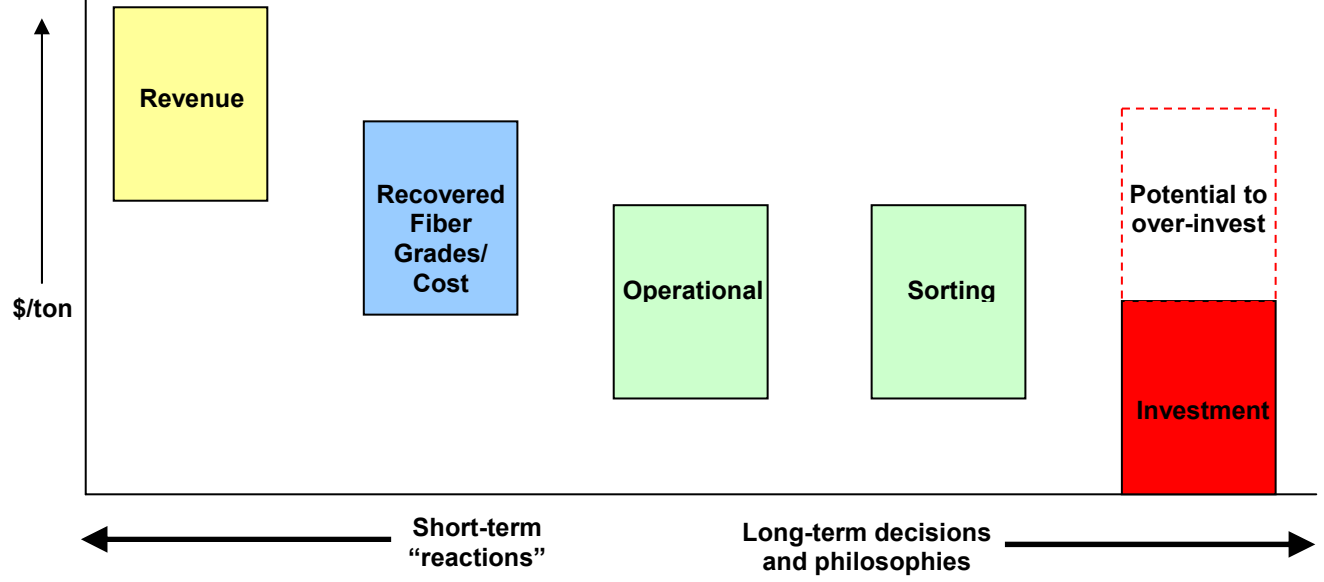 $/ton
Revenue
Recovered
Fiber
Grades/
Cost
Operational
Sorting
Potential to
over-invest
Investment
Short-term
“reactions”
Long-term decisions
and philosophies